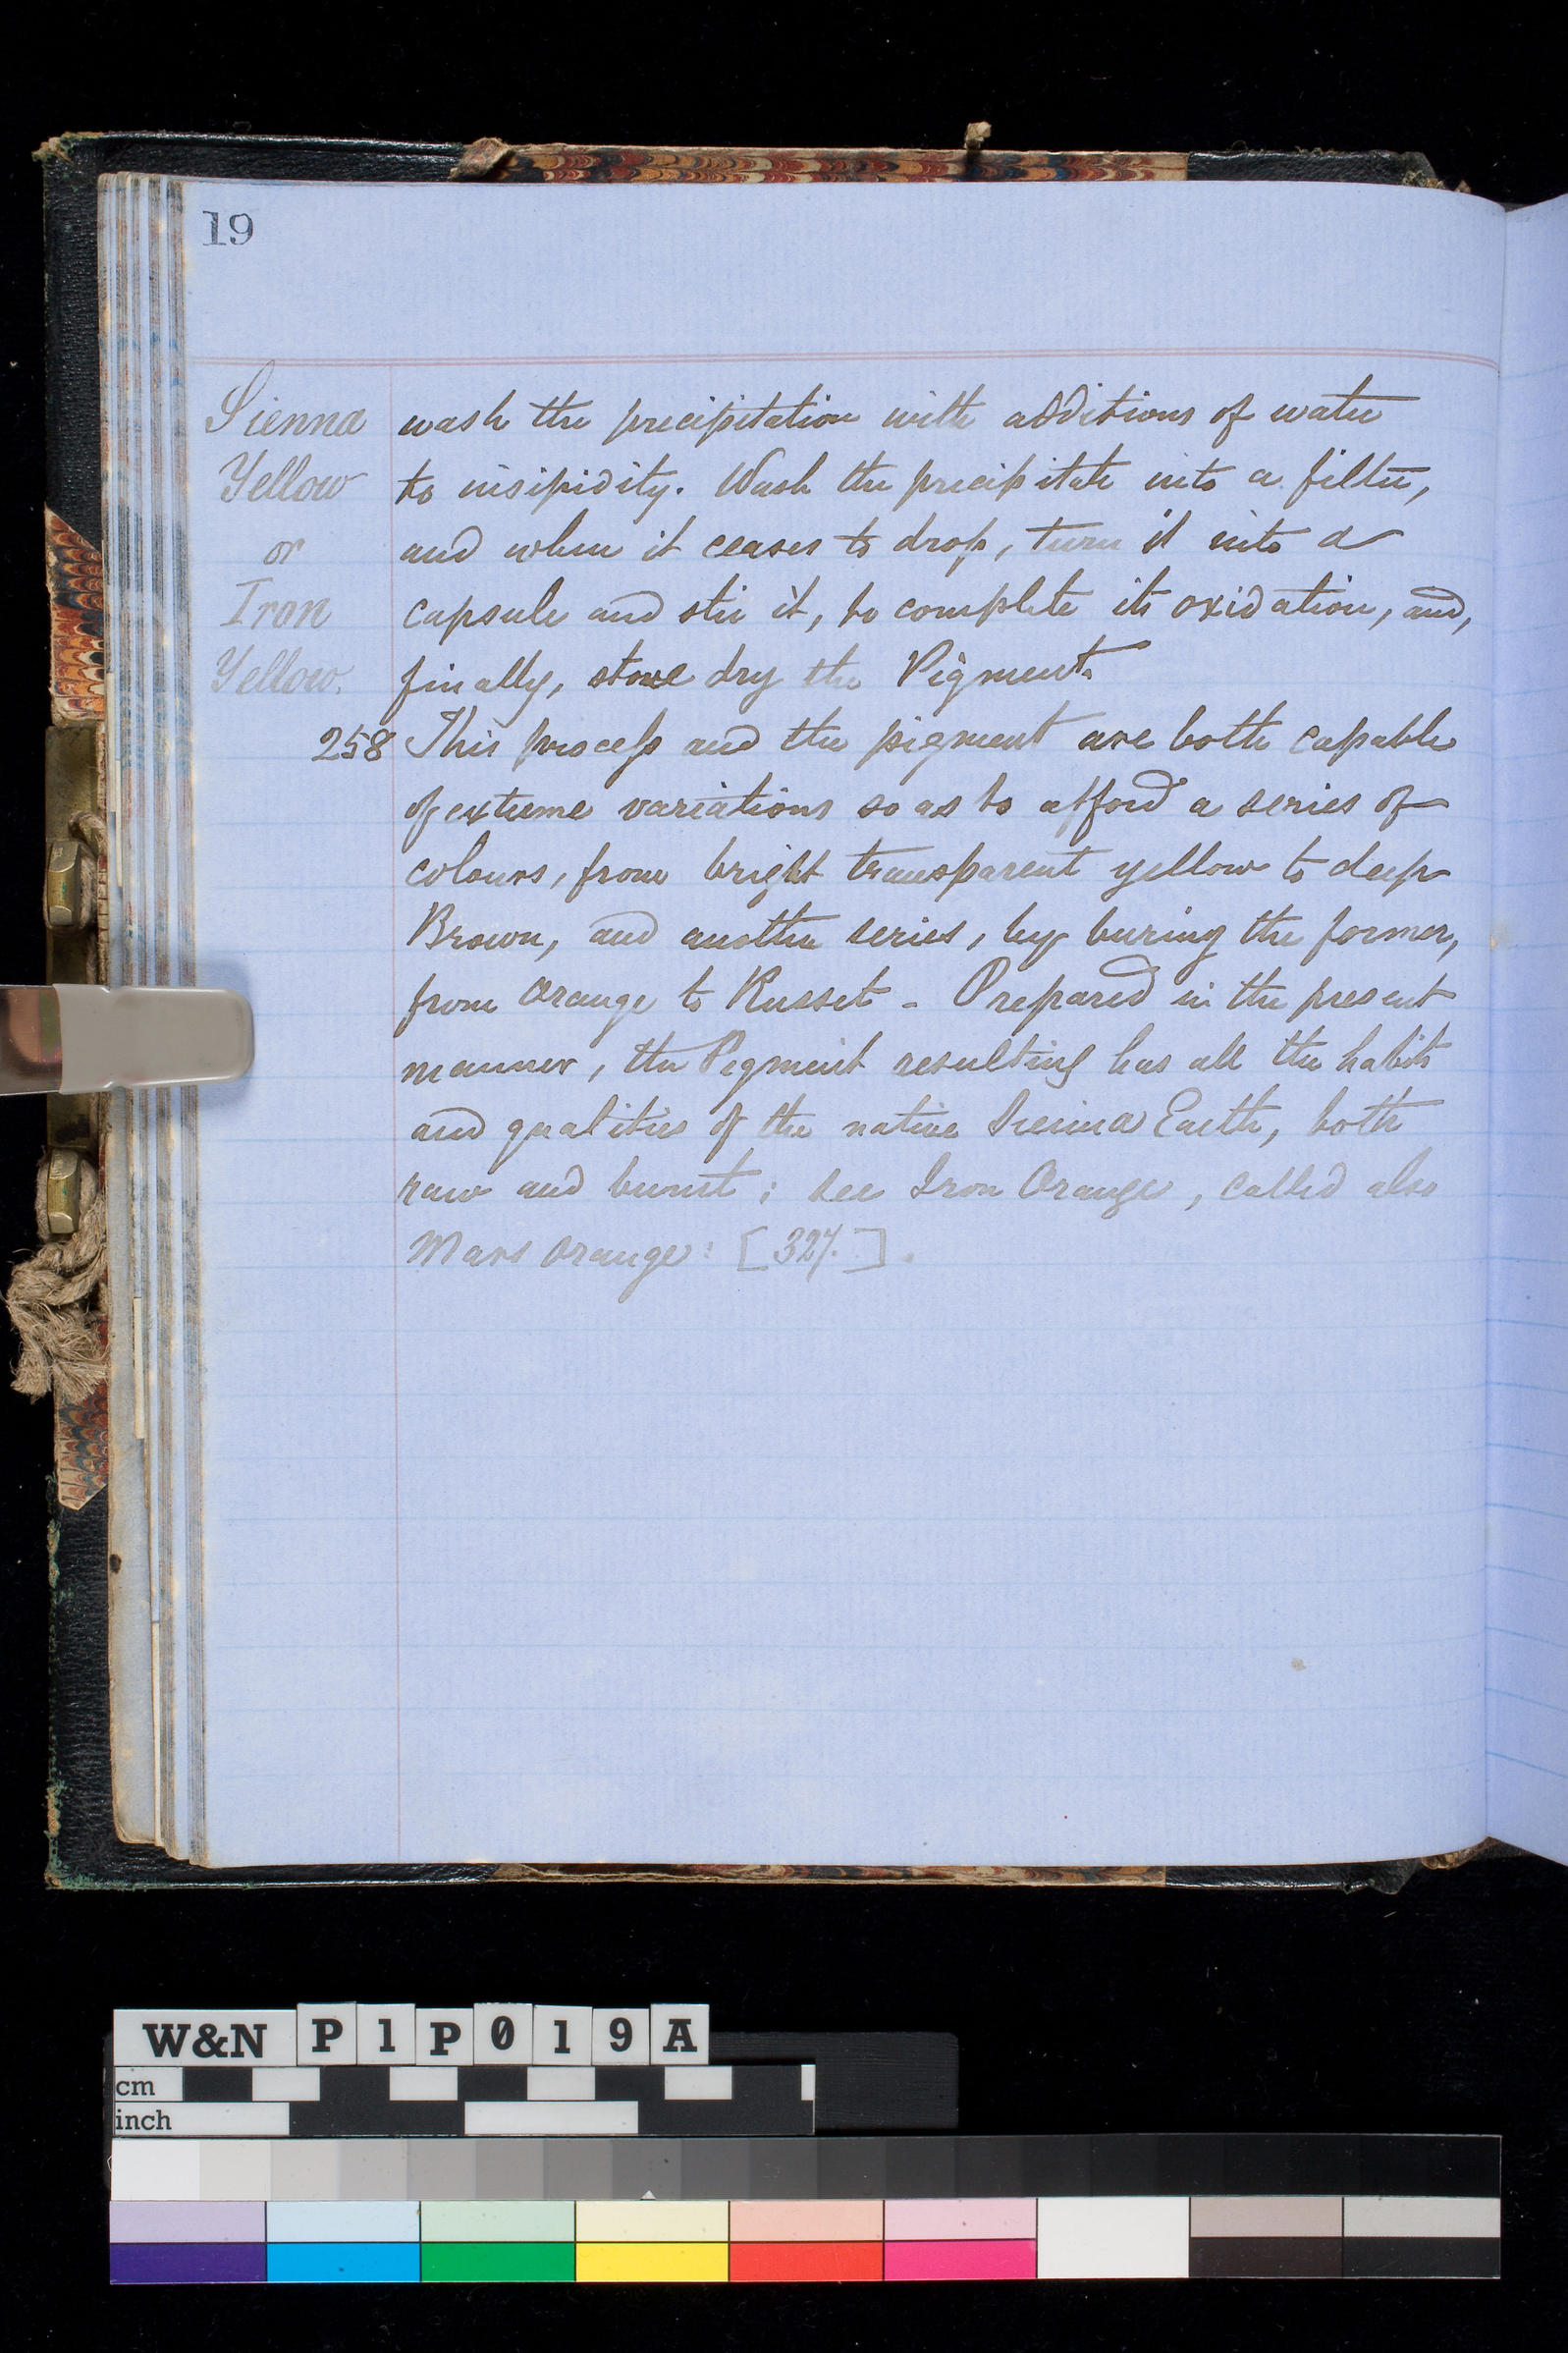 19
Sienna
Yellow
or
Iron
Yellow.
wash the precipitation with additions of water
to insipidity. Wash the precipitate into a filter,
and when it ceases to drop, turn it into a
capsule and stir it, to complete its oxidation, and,
finally, stove dry the Pigment.
258 This process and the pigment are both capable
of extreme variations so as to afford a series of
colours, from bright transparent yellow to deep
Brown, and another series, by buring the former,
from Orange to Russet - Prepared in the present
manner, the Pigment resulting has all the habits
and qualities of the native Sienna Earth, both
raw and burnt; see Iron Orange, called also
Mars Orange: [327.].
W&N P1P019A
cm
inch